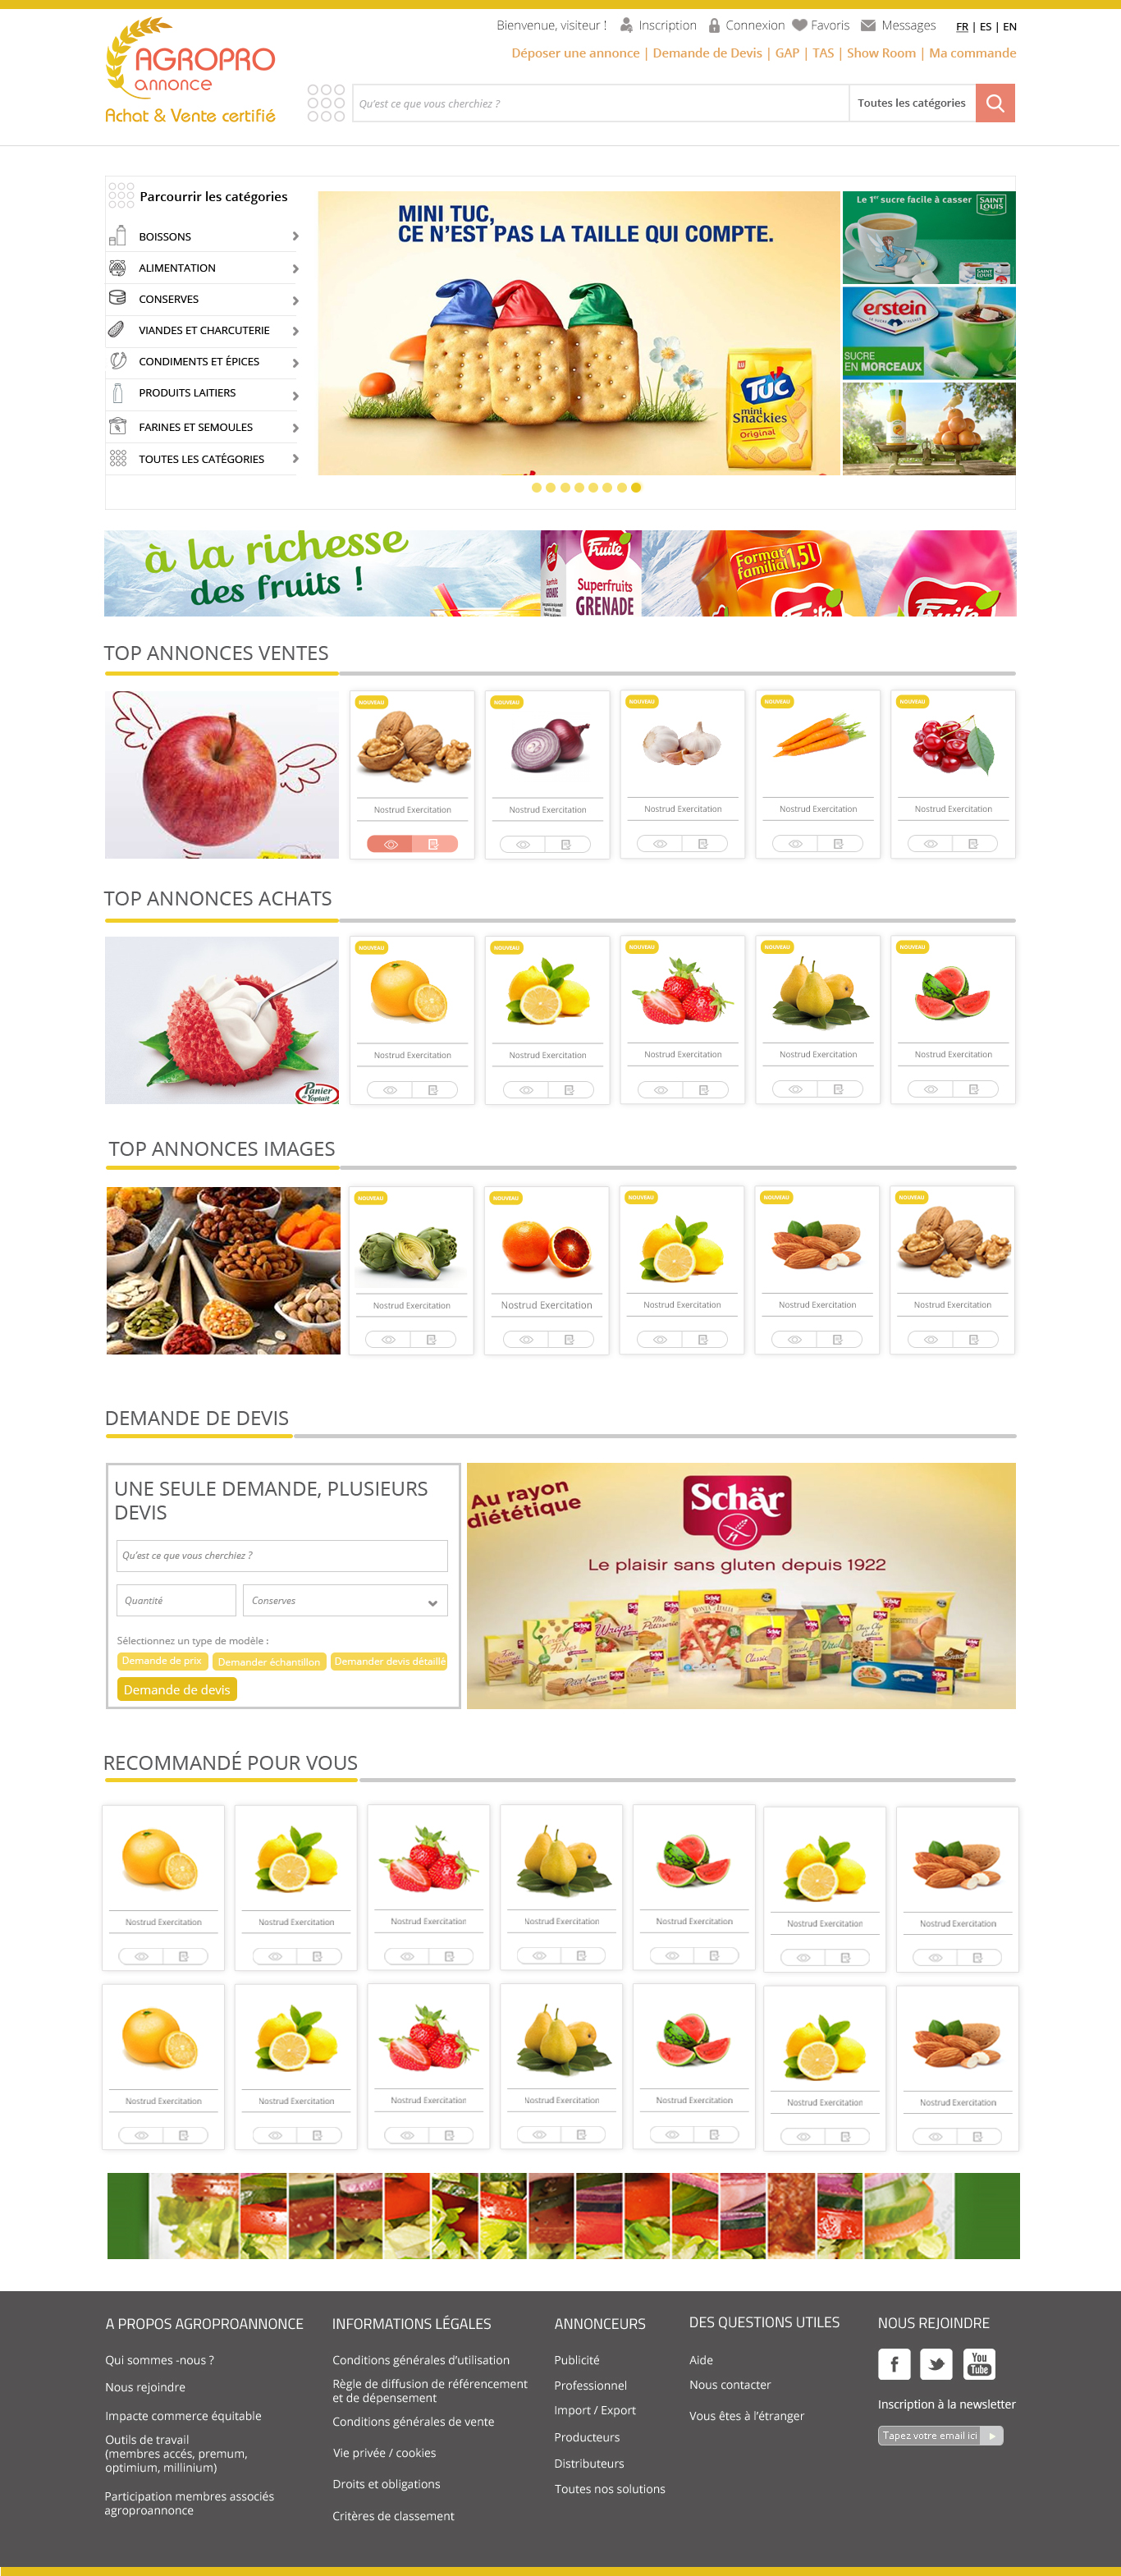 Bienvenue, visiteur !
Inscription
Connexion
Favoris
Messages
FR | ES | EN
AGROPRO
annonce
Achat & Vente certifié
Déposer une annonce | Demande de Devis | GAP | TAS | Show Room | Ma commande
Qu'est ce que vous cherchiez ?
Toutes les catégories
Parcourrir les catégories
BOISSONS
ALIMENTATION
CONSERVES
VIANDES ET CHARCUTERIE
CONDIMENTS ET ÉPICES
PRODUITS LAITIERS
FARINES ET SEMOULES
TOUTES LES CATÉGORIES
MINI TUC,
CE N'EST PAS LA TAILLE QUI COMPTE.
LU
TUC
mini
Snackies
Original
Le 1er sucre facile à casser
SAINT LOUIS
SAINT LOUIS
erstein
SUCRE
EN MORCEAUX
à la richesse
des fruits !
Fruite
Superfruits
GRENADE
Format
familial 1,5l
Fruite
Fruite
TOP ANNONCES VENTES
NOUVEAU
NOUVEAU
NOUVEAU
NOUVEAU
NOUVEAU
Nostrud Exercitation
Nostrud Exercitation
Nostrud Exercitation
Nostrud Exercitation
Nostrud Exercitation
TOP ANNONCES ACHATS
NOUVEAU
NOUVEAU
NOUVEAU
NOUVEAU
NOUVEAU
Panier
de Yoplait
Nostrud Exercitation
Nostrud Exercitation
Nostrud Exercitation
Nostrud Exercitation
Nostrud Exercitation
TOP ANNONCES IMAGES
NOUVEAU
NOUVEAU
NOUVEAU
NOUVEAU
NOUVEAU
Nostrud Exercitation
Nostrud Exercitation
Nostrud Exercitation
Nostrud Exercitation
Nostrud Exercitation
DEMANDE DE DEVIS
UNE SEULE DEMANDE, PLUSIEURS
DEVIS
Qu'est ce que vous cherchiez ?
Quantité
Conserves
Sélectionnez un type de modèle :
Demande de prix
Demander échantillon
Demander devis détaillé
Demande de devis
Au rayon
diététique
Schär
Le plaisir sans gluten depuis 1922
RECOMMANDÉ POUR VOUS
Nostrud Exercitation
Nostrud Exercitation
Nostrud Exercitation
Nostrud Exercitation
Nostrud Exercitation
Nostrud Exercitation
Nostrud Exercitation
Nostrud Exercitation
Nostrud Exercitation
Nostrud Exercitation
Nostrud Exercitation
Nostrud Exercitation
Nostrud Exercitation
Nostrud Exercitation
A PROPOS AGROPROANNONCE
Qui sommes -nous ?
Nous rejoindre
Impacte commerce équitable
Outils de travail
(membres accés, premum,
optimium, millinium)
Participation membres associés
agroproannonce
INFORMATIONS LÉGALES
Conditions générales d'utilisation
Règle de diffusion de référencement
et de dépensement
Conditions générales de vente
Vie privée / cookies
Droits et obligations
Critères de classement
ANNONCEURS
Publicité
Professionnel
Import / Export
Producteurs
Distributeurs
Toutes nos solutions
DES QUESTIONS UTILES
Aide
Nous contacter
Vous êtes à l'étranger
NOUS REJOINDRE
f
You
Tube
Inscription à la newsletter
Tapez votre email ici